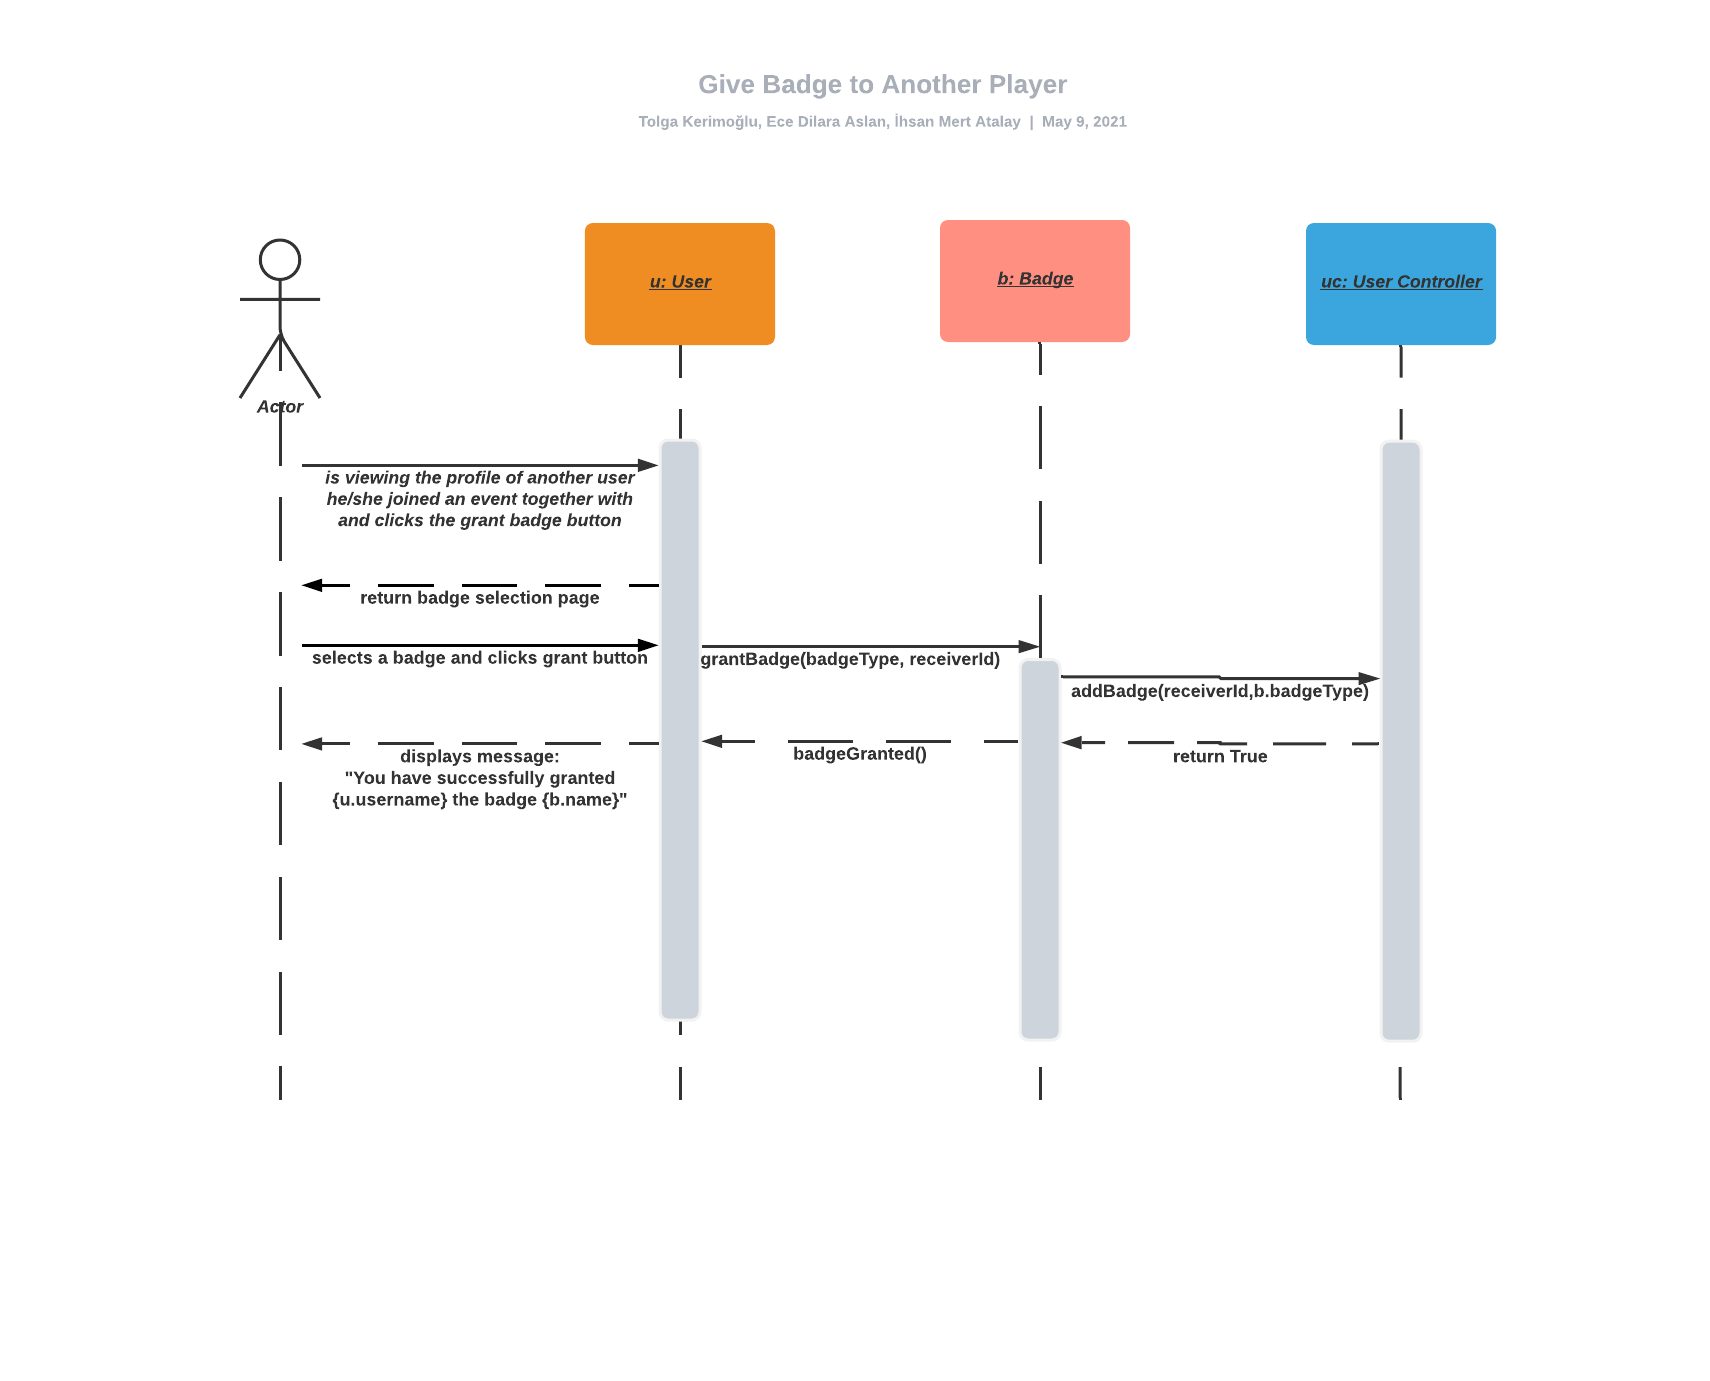 Give Badge to Another Player
Tolga Kerimoğlu, Ece Dilara Aslan, İhsan Mert Atalay | May 9, 2021
u: User
b: Badge
uc: User Controller
Actor
is viewing the profile of another user
he/she joined an event together with
and clicks the grant badge button
return badge selection page
selects a badge and clicks grant button
grantBadge(badgeType, receiverId)
addBadge(receiverId,b.badgeType)
displays message:
"You have successfully granted
{u.username} the badge {b.name}"
badgeGranted()
return True